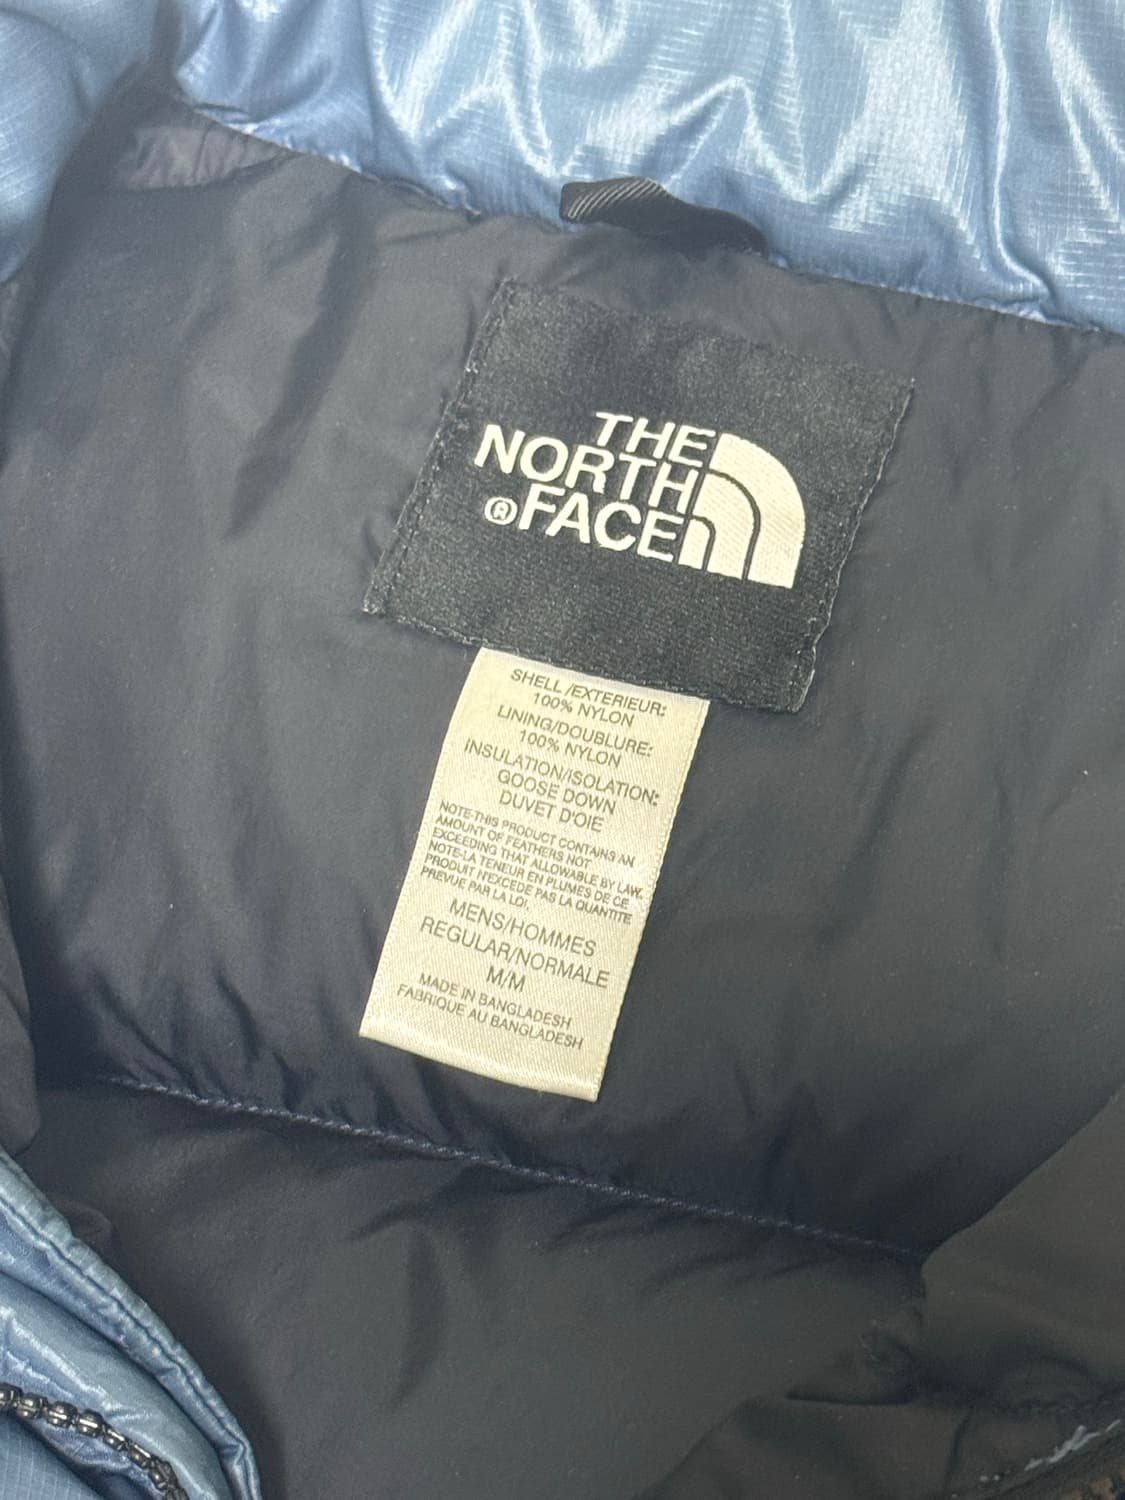 THE
NORTH
® FACE
SHELL /EXTERIEUR:
100% NYLON
LINING/DOUBLURE:
100% NYLON
INSULATION/ISOLATION:
GOOSE DOWN
DUVET D'OIE
NOTE-THIS PRODUCT CONTAINS AN
AMOUNT OF FEATHERS NOT
EXCEEDING THAT ALLOWABLE BY LAW.
NOTE-LA TENEUR EN PLUMES DE CE
PRODUIT N'EXCEDE PAS LA QUANTITE
PREVUE PAR LA LOI.
MENS/HOMMES
REGULAR/NORMALE
M/M
MADE IN BANGLADESH
FABRIQUE AU BANGLADESH